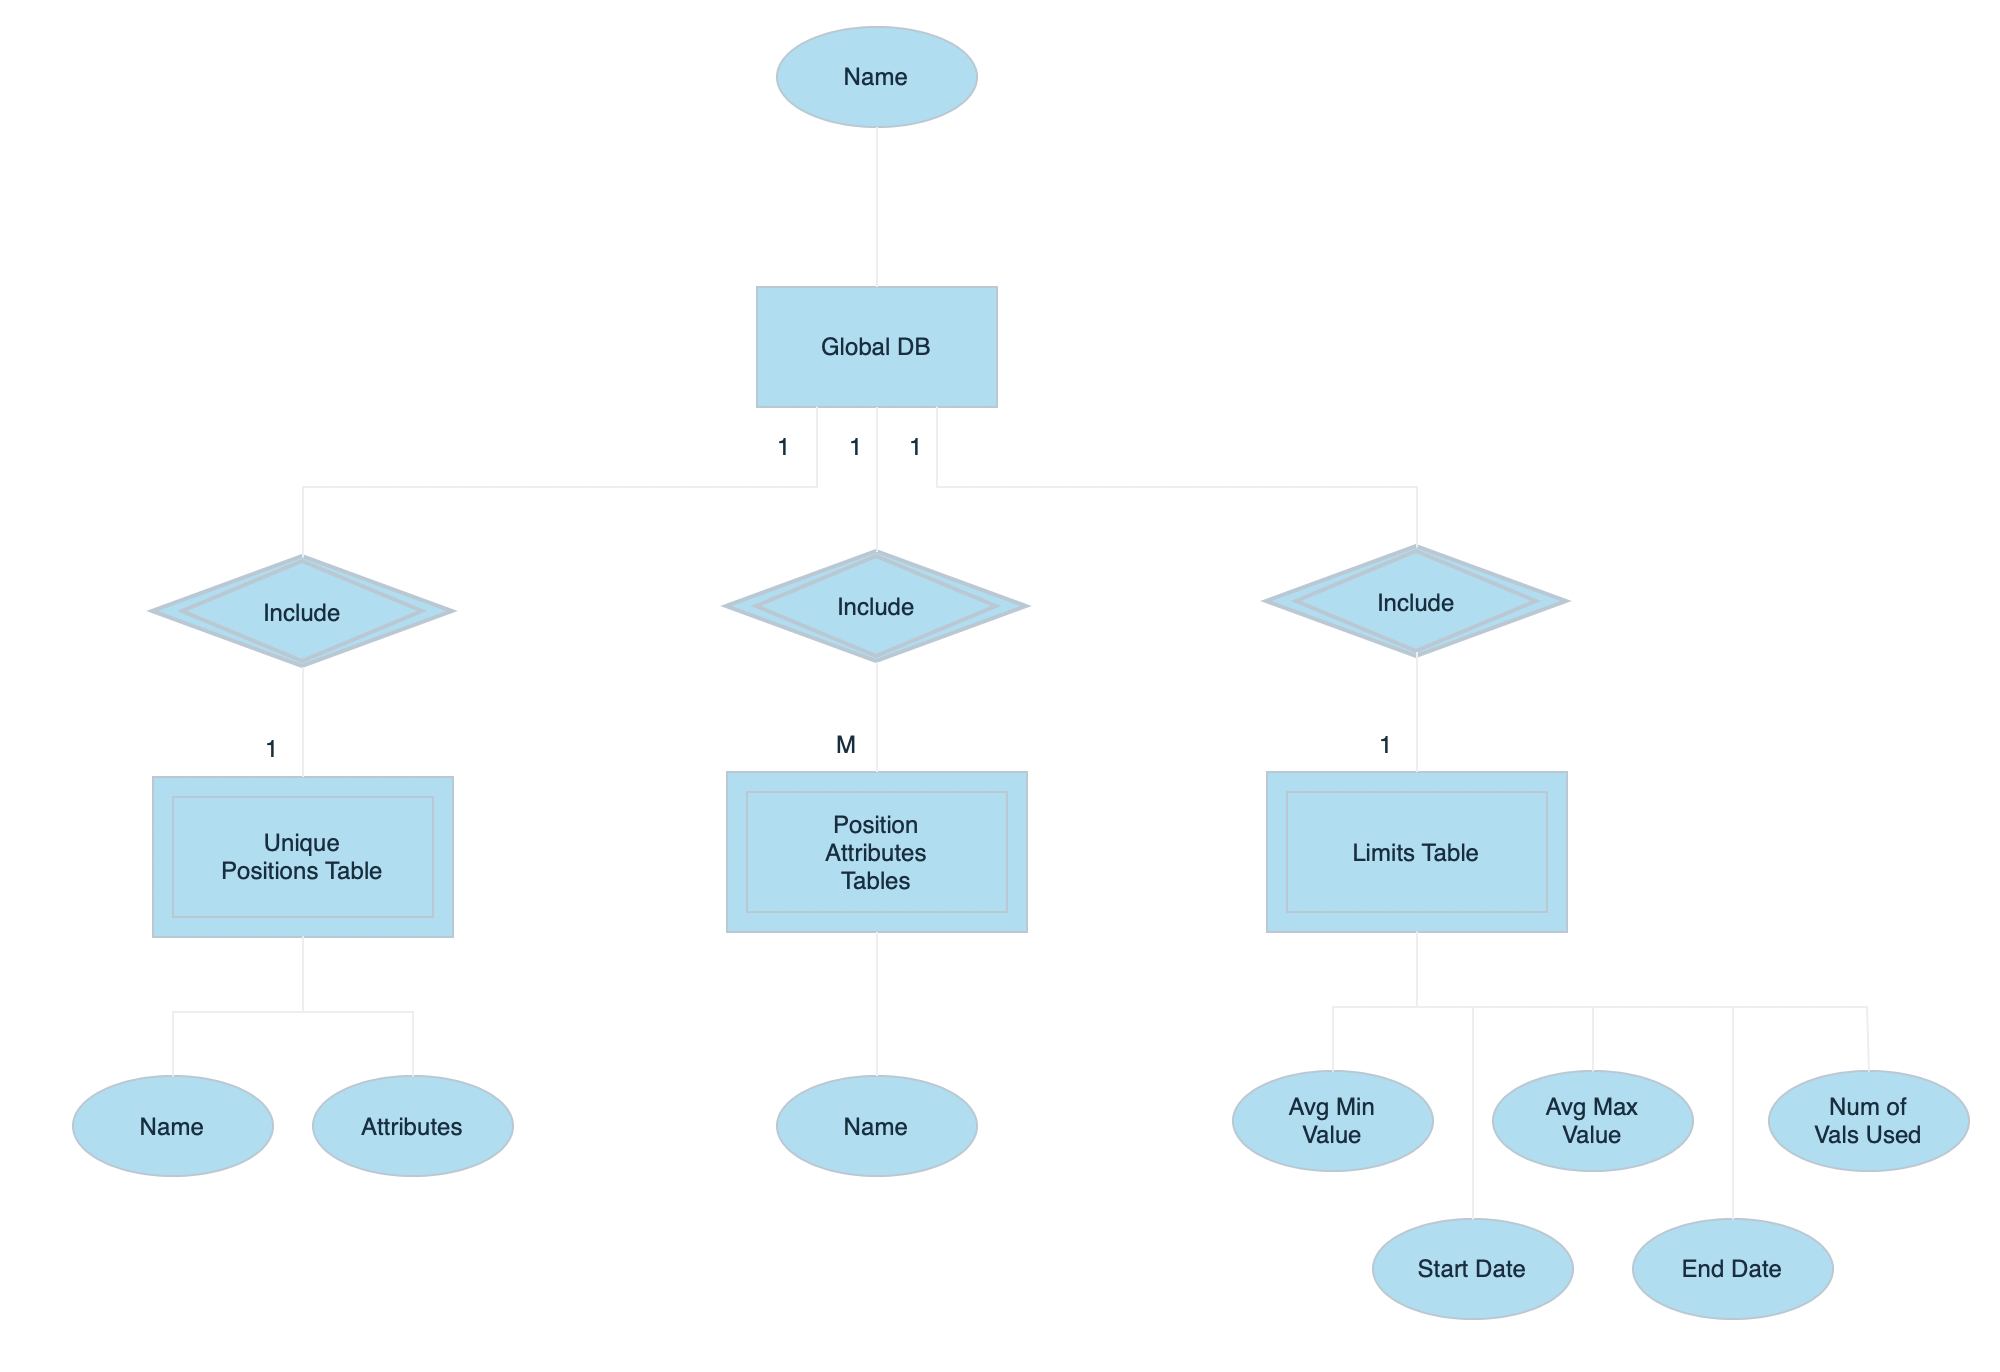 Name
Global DB
1
1
1
Include
Include
Include
1
M
1
Unique
Positions Table
Position
Attributes
Tables
Limits Table
Name
Attributes
Name
Avg Min
Value
Avg Max
Value
Num of
Vals Used
Start Date
End Date